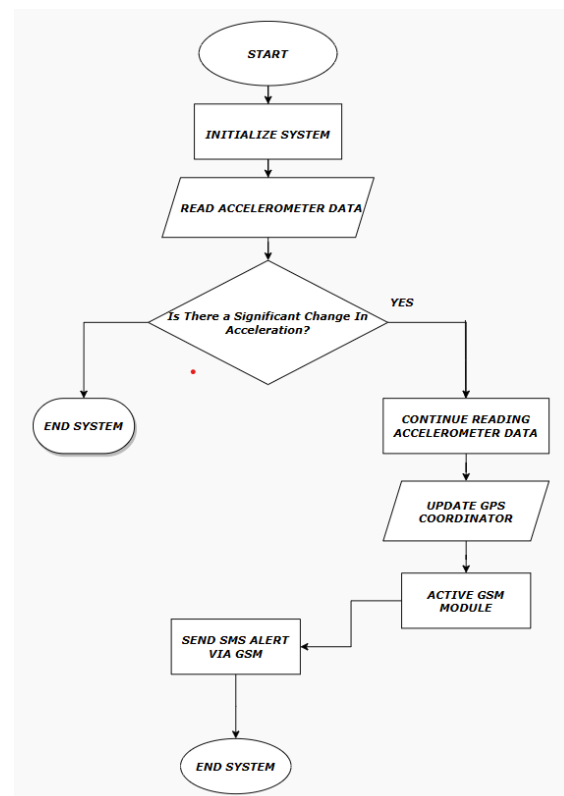 START
INITIALIZE SYSTEM
READ ACCELEROMETER DATA
Is There a Significant Change In
Acceleration?
YES
END SYSTEM
CONTINUE READING
ACCELEROMETER DATA
UPDATE GPS
COORDINATOR
ACTIVE GSM
MODULE
SEND SMS ALERT
VIA GSM
END SYSTEM